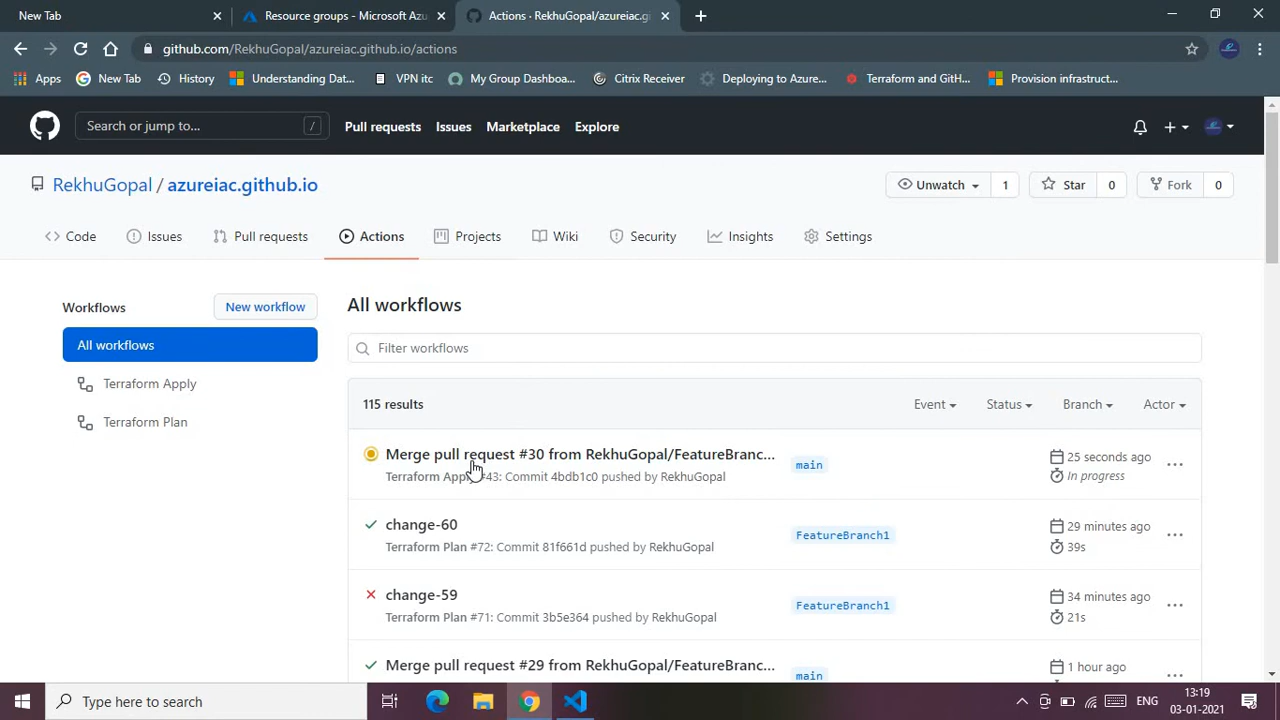 New Tab
Resource groups - Microsoft Azu
Actions · RekhuGopal/azureiac.gi
github.com/RekhuGopal/azureiac.github.io/actions
Apps
New Tab
History
Understanding Dat...
VPN itc
My Group Dashboa...
Citrix Receiver
Deploying to Azure...
Terraform and GitH...
Provision infrastruct...
Search or jump to...
/
Pull requests
Issues
Marketplace
Explore
RekhuGopal / azureiac.github.io
Unwatch
1
Star
0
Fork
0
Code
Issues
Pull requests
Actions
Projects
Wiki
Security
Insights
Settings
Workflows
New workflow
All workflows
Terraform Apply
Terraform Plan
All workflows
Filter workflows
115 results
Event
Status
Branch
Actor
Merge pull request #30 from RekhuGopal/FeatureBranc...
Terraform Apply #43: Commit 4bdb1c0 pushed by RekhuGopal
main
25 seconds ago
In progress
change-60
Terraform Plan #72: Commit 81f661d pushed by RekhuGopal
FeatureBranch1
29 minutes ago
39s
change-59
Terraform Plan #71: Commit 3b5e364 pushed by RekhuGopal
FeatureBranch1
34 minutes ago
21s
Merge pull request #29 from RekhuGopal/FeatureBranc...
main
1 hour ago
Type here to search
ENG
13:19
03-01-2021